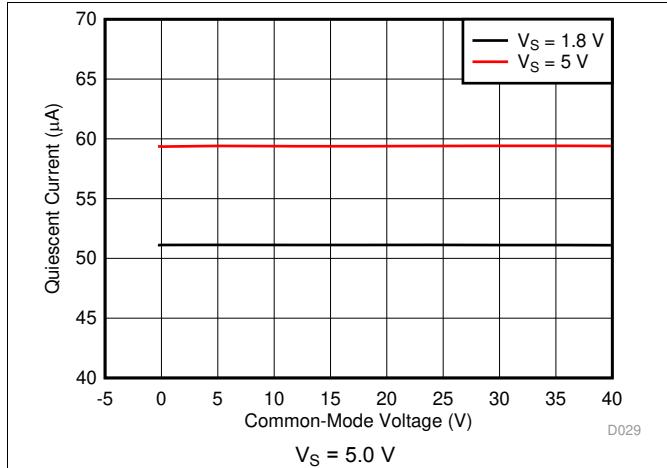 70
65
60
55
50
45
40
Quiescent Current (μA)
V_S = 1.8 V
V_S = 5 V
-5 0 5 10 15 20 25 30 35 40
Common-Mode Voltage (V)
D029
V_S = 5.0 V